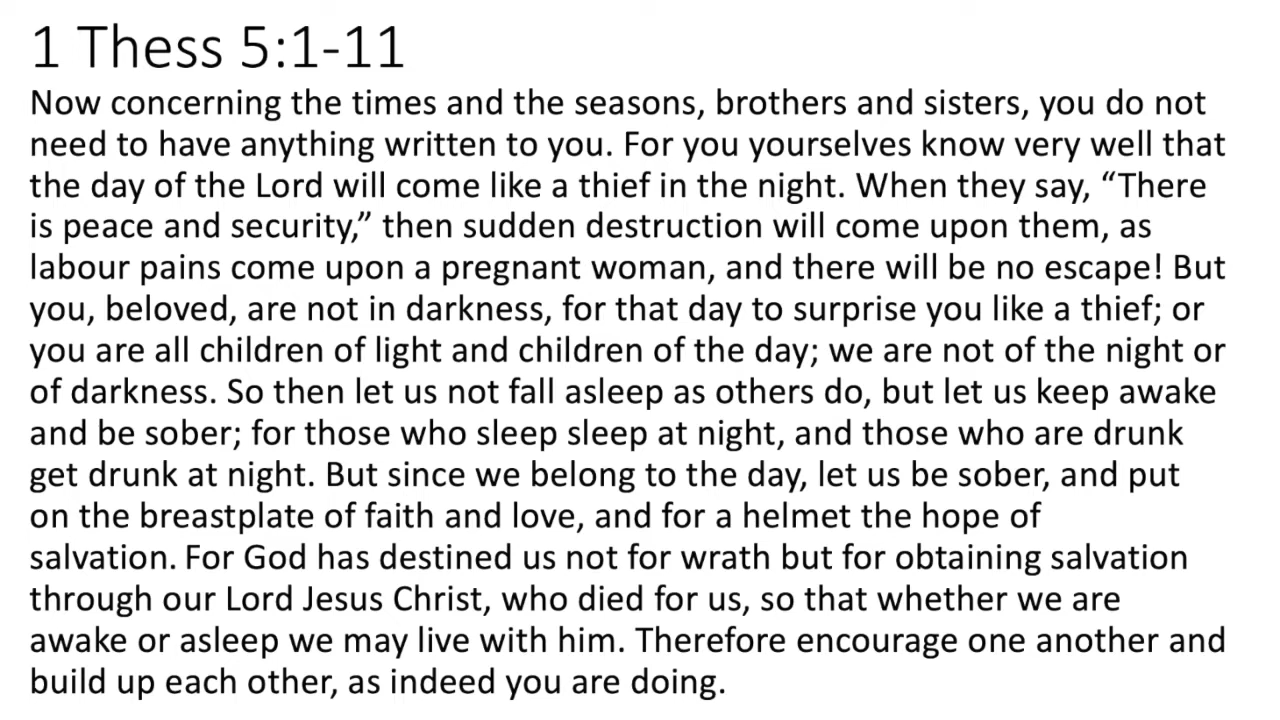 1 Thess 5:1-11
Now concerning the times and the seasons, brothers and sisters, you do not
need to have anything written to you. For you yourselves know very well that
the day of the Lord will come like a thief in the night. When they say, “There
is peace and security,” then sudden destruction will come upon them, as
labour pains come upon a pregnant woman, and there will be no escape! But
you, beloved, are not in darkness, for that day to surprise you like a thief; or
you are all children of light and children of the day; we are not of the night or
of darkness. So then let us not fall asleep as others do, but let us keep awake
and be sober; for those who sleep sleep at night, and those who are drunk
get drunk at night. But since we belong to the day, let us be sober, and put
on the breastplate of faith and love, and for a helmet the hope of
salvation. For God has destined us not for wrath but for obtaining salvation
through our Lord Jesus Christ, who died for us, so that whether we are
awake or asleep we may live with him. Therefore encourage one another and
build up each other, as indeed you are doing.